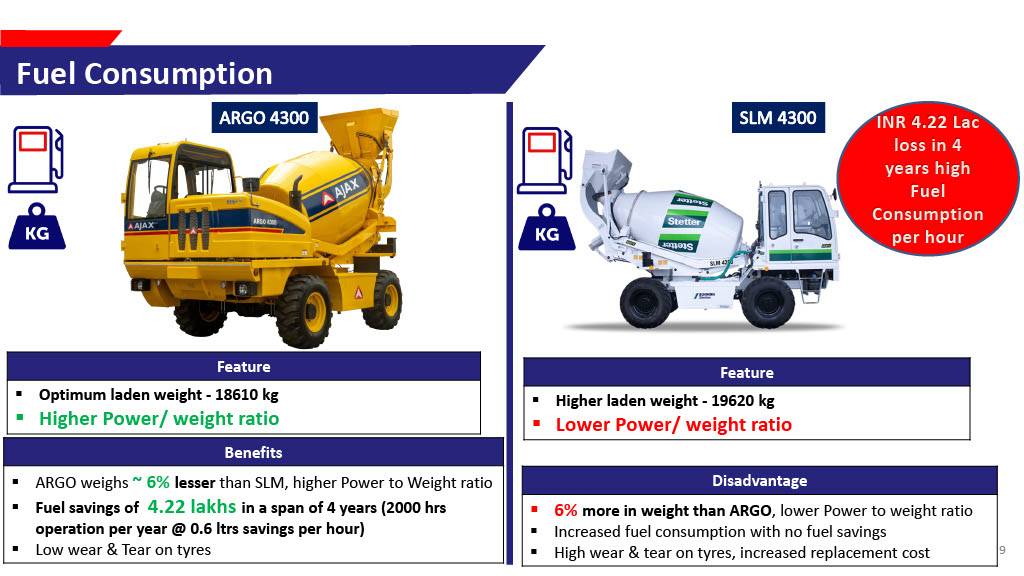 Fuel Consumption
ARGO 4300
KG
AJAX
AJAX
ARGO 4300
Feature
▪ Optimum laden weight - 18610 kg
▪ Higher Power/ weight ratio
Benefits
▪ ARGO weighs ~ 6% lesser than SLM, higher Power to Weight ratio
▪ Fuel savings of 4.22 lakhs in a span of 4 years (2000 hrs
operation per year @ 0.6 ltrs savings per hour)
▪ Low wear & Tear on tyres
SLM 4300
INR 4.22 Lac
loss in 4
years high
Fuel
Consumption
per hour
KG
Stetter
Stetter
Stetter
Feature
▪ Higher laden weight - 19620 kg
▪ Lower Power/ weight ratio
Disadvantage
▪ 6% more in weight than ARGO, lower Power to weight ratio
▪ Increased fuel consumption with no fuel savings
▪ High wear & tear on tyres, increased replacement cost
9